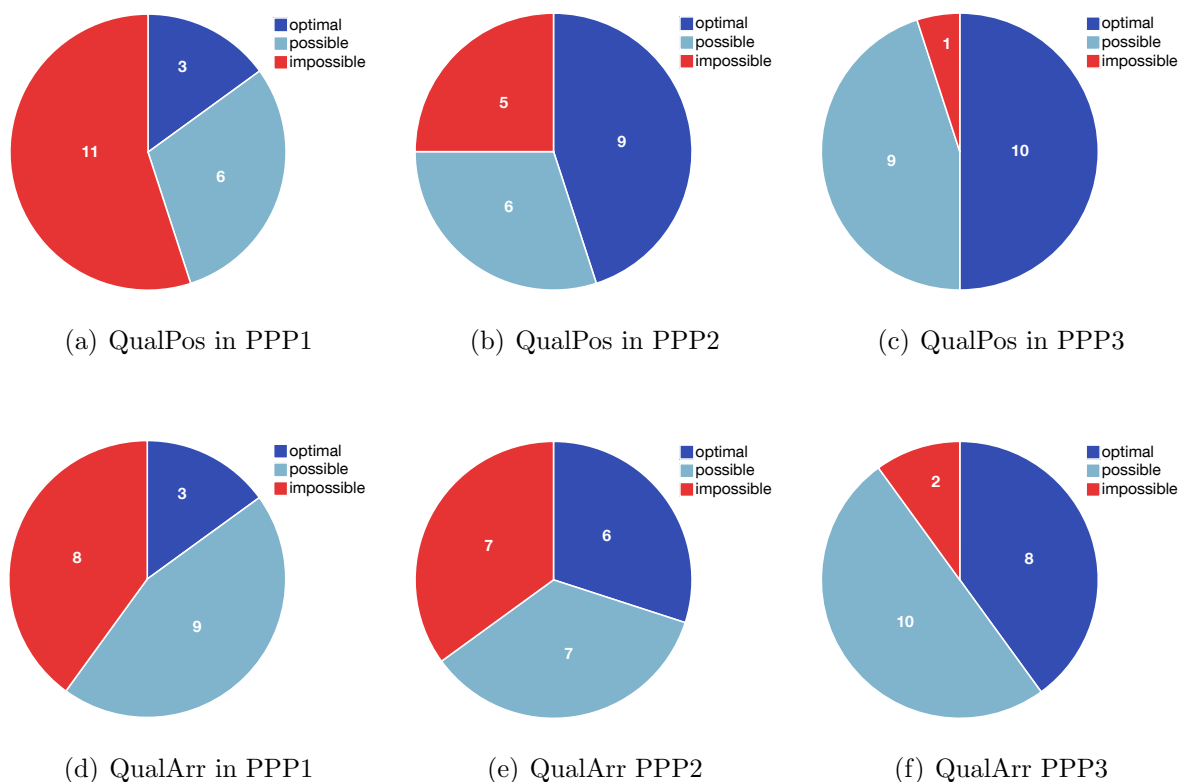 optimal
possible
impossible
3
6
11
(a) QualPos in PPP1
optimal
possible
impossible
5
9
6
(b) QualPos in PPP2
optimal
possible
impossible
1
10
9
(c) QualPos in PPP3
optimal
possible
impossible
3
8
9
(d) QualArr in PPP1
optimal
possible
impossible
6
7
7
(e) QualArr PPP2
optimal
possible
impossible
2
8
10
(f) QualArr PPP3